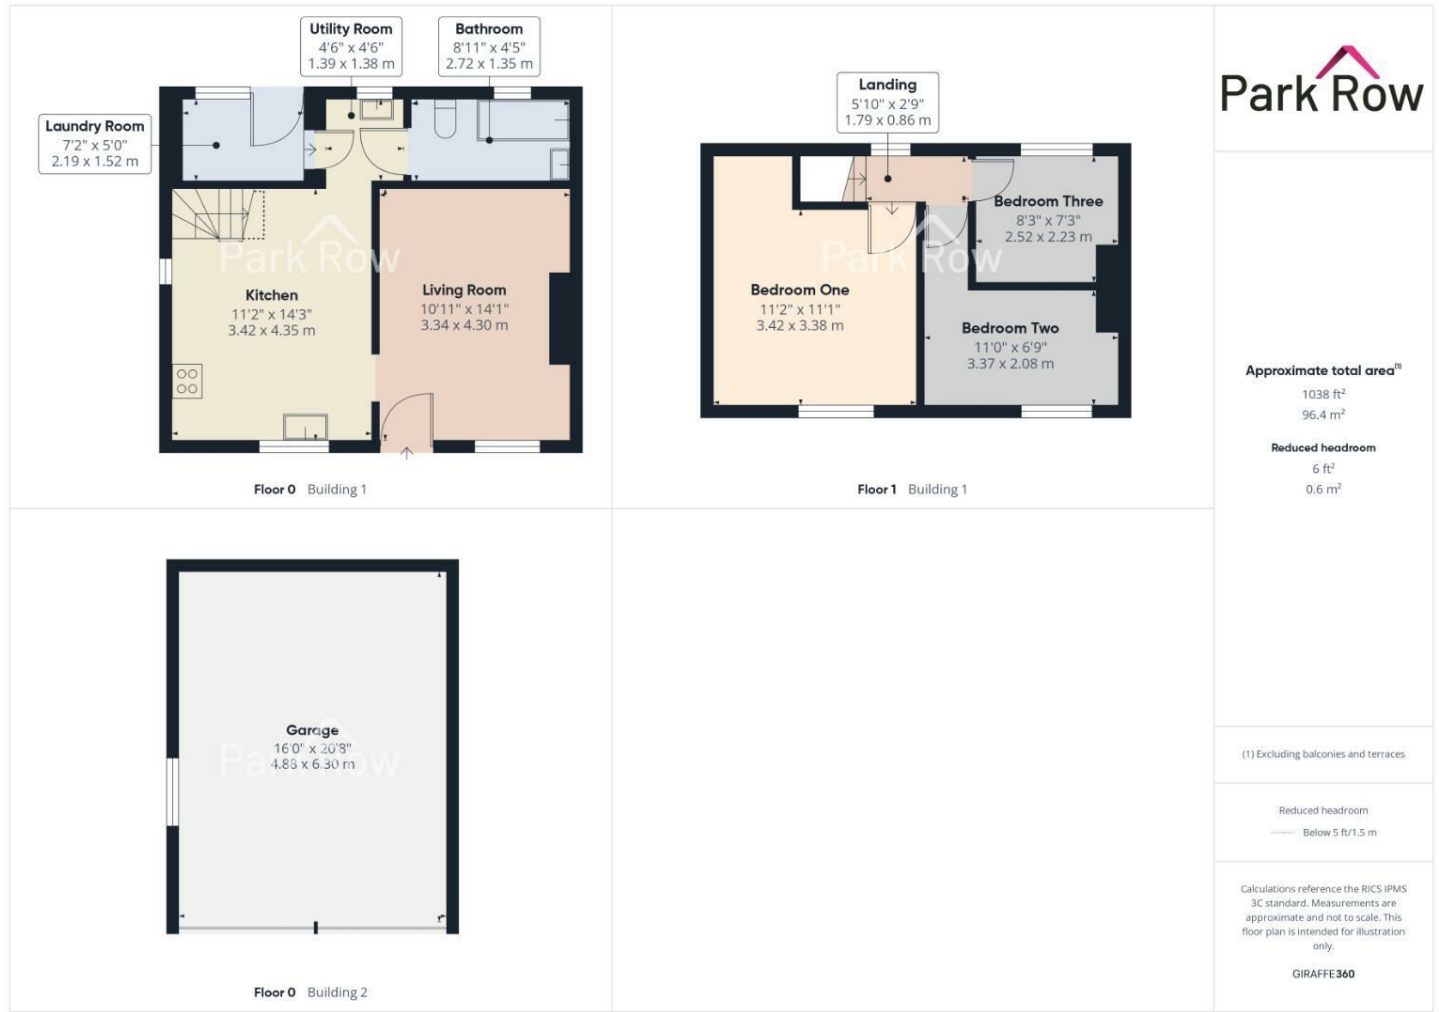 Utility Room
4'6" x 4'6"
1.39 x 1.38 m
Bathroom
8'11" x 4'5"
2.72 x 1.35 m
Laundry Room
7'2" x 5'0"
2.19 x 1.52 m
Park Row
Kitchen
11'2" x 14'3"
3.42 x 4.35 m
Living Room
10'11" x 14'1"
3.34 x 4.30 m
Floor 0 Building 1
Landing
5'10" x 2'9"
1.79 x 0.86 m
Bedroom Three
8'3" x 7'3"
2.52 x 2.23 m
Park Row
Bedroom One
11'2" x 11'1"
3.42 x 3.38 m
Bedroom Two
11'0" x 6'9"
3.37 x 2.08 m
Floor 1 Building 1
Garage
16'0" x 20'8"
4.88 x 6.30 m
Park Row
Floor 0 Building 2
Park Row
Approximate total area(1)
1038 ft²
96.4 m²
Reduced headroom
6 ft²
0.6 m²
(1) Excluding balconies and terraces
Reduced headroom
Below 5 ft/1.5 m
Calculations reference the RICS IPMS
3C standard. Measurements are
approximate and not to scale. This
floor plan is intended for illustration
only.
GIRAFFE360